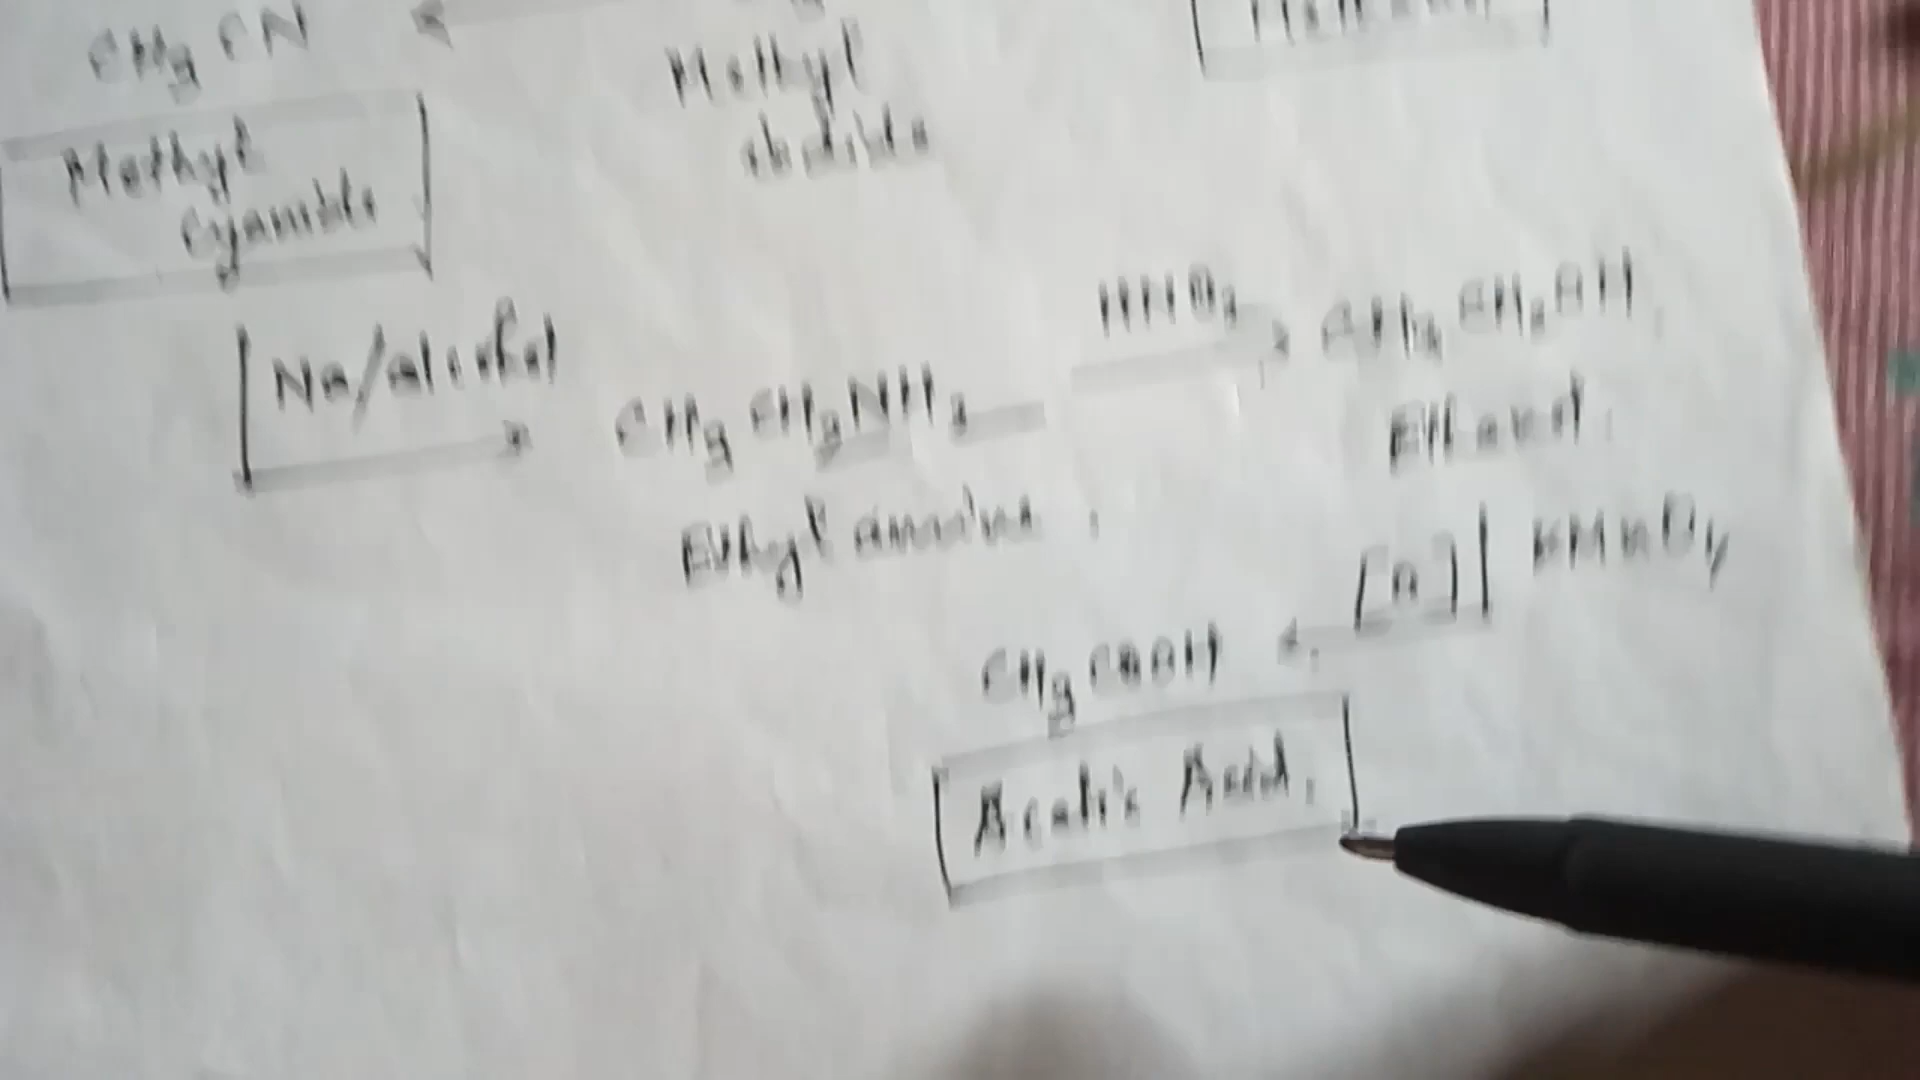 CH3 CN
Methyl
Methyl
cyanide
Na/alcohol
CH3 CH2NH2
Ethyl amine.
HNO2
CH3 CH2OH
Ethanol.
[O] KMnO4
CH3 COOH
Acetic Acid.